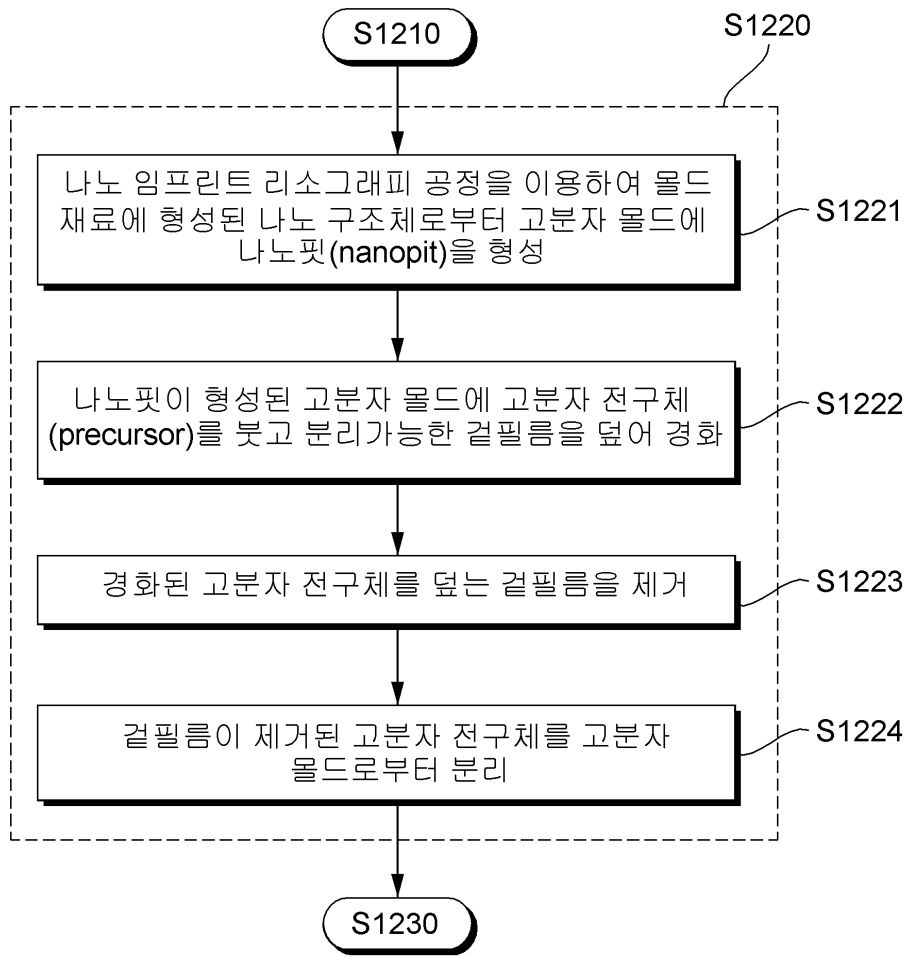 S1210
S1220
나노 임프린트 리소그래피 공정을 이용하여 몰드
재료에 형성된 나노 구조체로부터 고분자 몰드에
나노핏(nanopit)을 형성
S1221
나노핏이 형성된 고분자 몰드에 고분자 전구체
(precursor)를 붓고 분리가능한 겉필름을 덮어 경화
S1222
경화된 고분자 전구체를 덮는 겉필름을 제거
S1223
겉필름이 제거된 고분자 전구체를 고분자
몰드로부터 분리
S1224
S1230